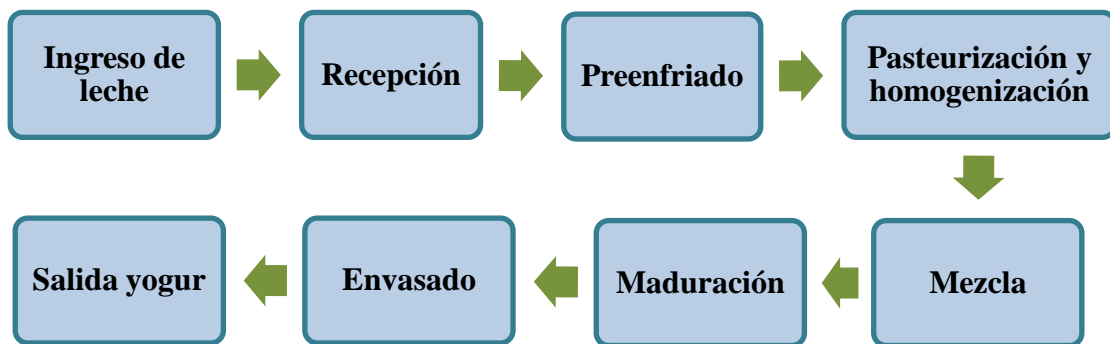 Ingreso de
leche
Recepción
Preenfriado
Pasteurización y
homogenización
Mezcla
Maduración
Envasado
Salida yogur